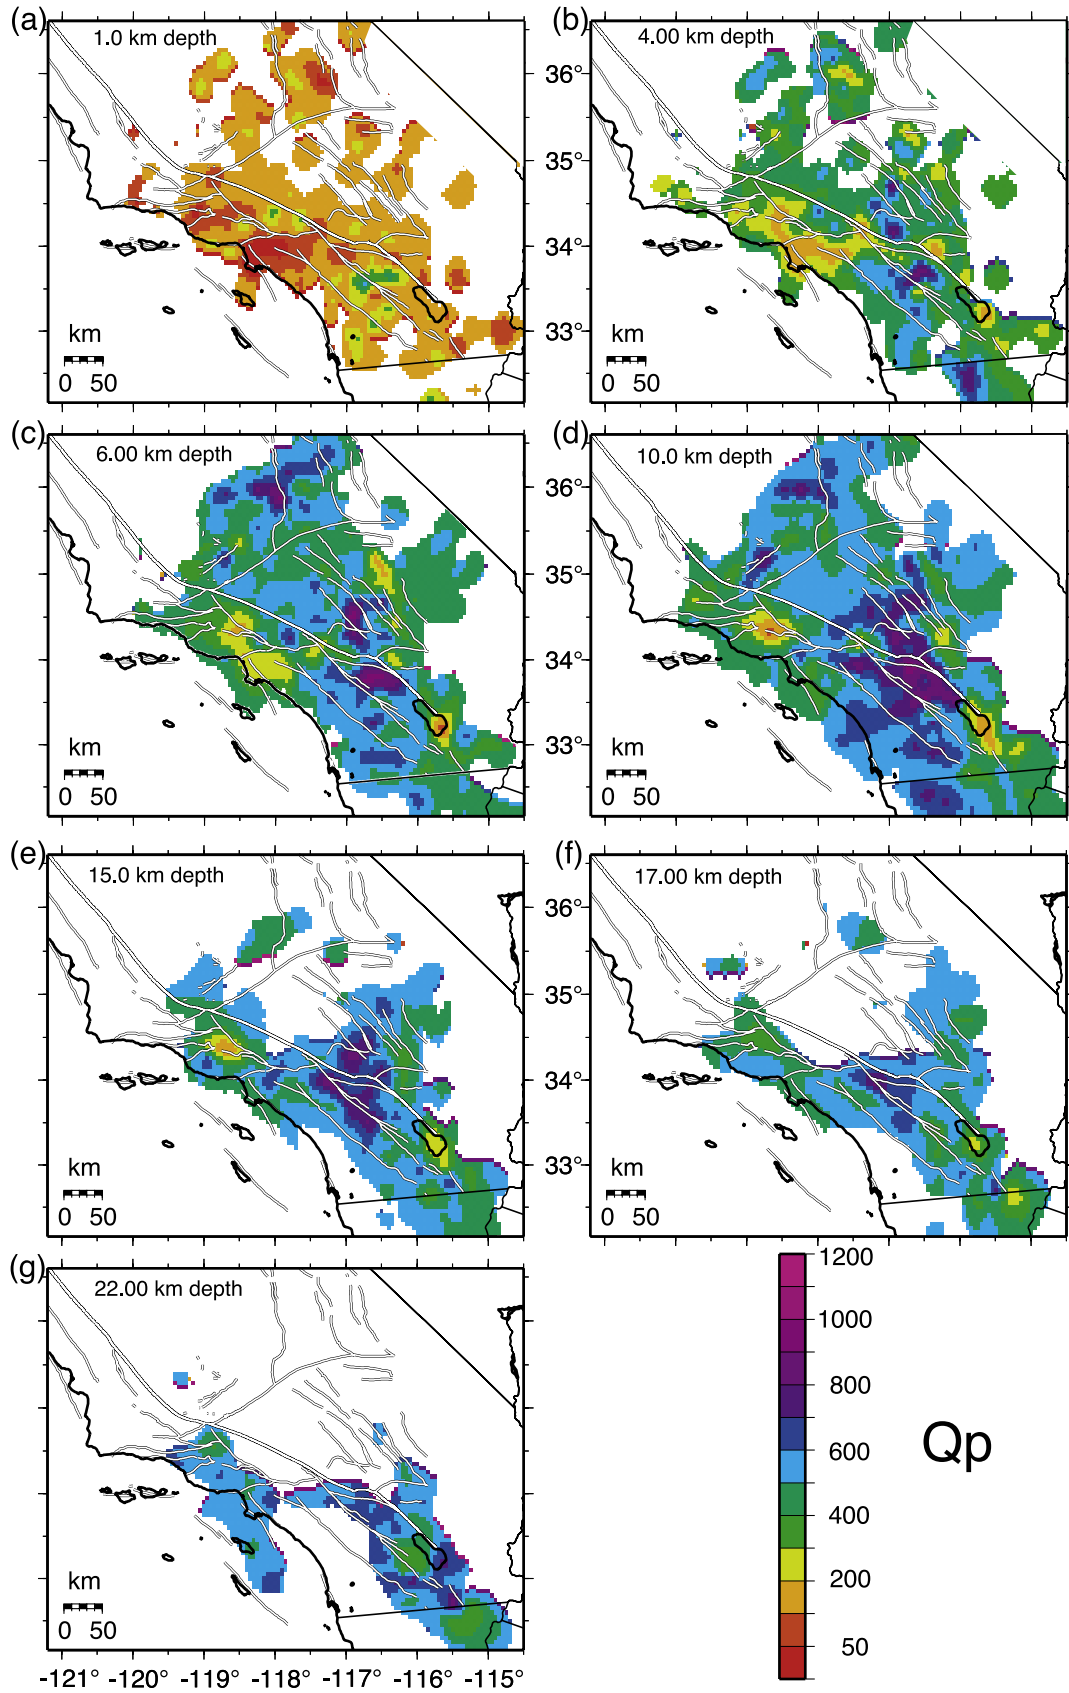 (a)
1.0 km depth
km
0 50
(b)
4.00 depth
36°
35°
34°
33°
km
0 50
(c)
6.00 km depth
km
0 50
(d)
10.0 km depth
36°
35°
34°
33°
km
0 50
(e)
15.0 km depth
km
0 50
(f)
17.00 km depth
36°
35°
34°
33°
km
0 50
(g)
22.00 km depth
km
0 50
-121° -120° -119° -118° -117° -116° -115°
1200
1000
800
600
400
200
50
Qp